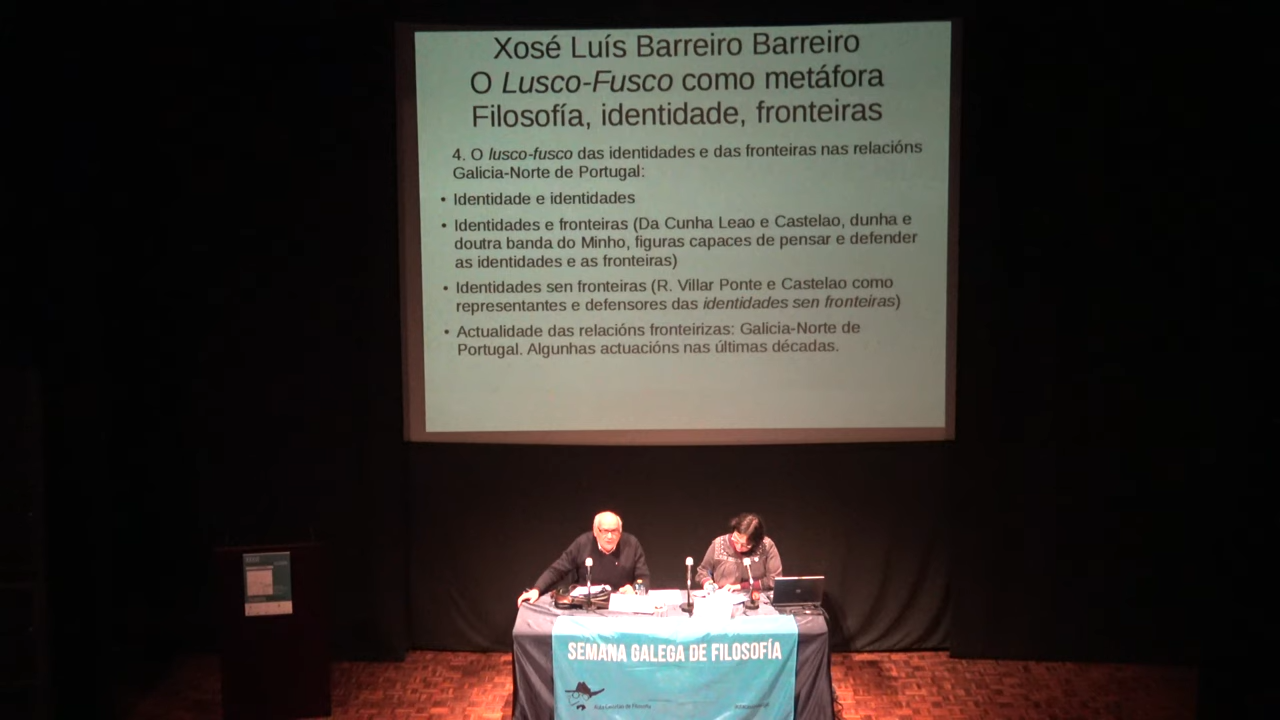 Xosé Luís Barreiro Barreiro
O Lusco-Fusco como metáfora
Filosofía, identidade, fronteiras
4. O lusco-fusco das identidades e das fronteiras nas relacións
Galicia-Norte de Portugal:
• Identidade e identidades
• Identidades e fronteiras (Da Cunha Leao e Castelao, dunha e
doutra banda do Minho, figuras capaces de pensar e defender
as identidades e as fronteiras)
• Identidades sen fronteiras (R. Villar Ponte e Castelao como
representantes e defensores das identidades sen fronteiras)
• Actualidade das relacións fronteirizas: Galicia-Norte de
Portugal. Algunhas actuacións nas últimas décadas.
SEMANA GALEGA DE FILOSOFÍA
Aula Castelao de Filosofía